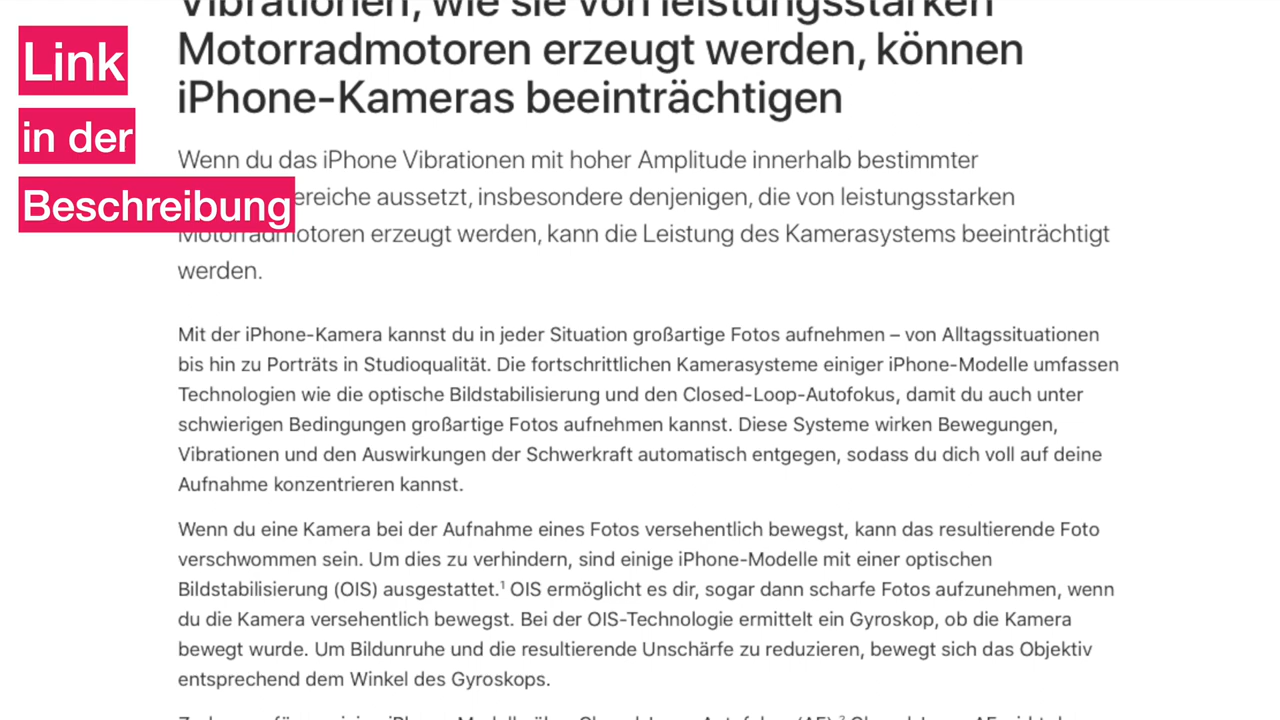 Vibrationen, wie sie von leistungsstarken
Motorradmotoren erzeugt werden, können
iPhone-Kameras beeinträchtigen
Link
in der
Beschreibung
Wenn du das iPhone Vibrationen mit hoher Amplitude innerhalb bestimmter
ereiche aussetzt, insbesondere denjenigen, die von leistungsstarken
Motorradmotoren erzeugt werden, kann die Leistung des Kamerasystems beeinträchtigt
werden.
Mit der iPhone-Kamera kannst du in jeder Situation großartige Fotos aufnehmen – von Alltagssituationen
bis hin zu Porträts in Studioqualität. Die fortschrittlichen Kamerasysteme einiger iPhone-Modelle umfassen
Technologien wie die optische Bildstabilisierung und den Closed-Loop-Autofokus, damit du auch unter
schwierigen Bedingungen großartige Fotos aufnehmen kannst. Diese Systeme wirken Bewegungen,
Vibrationen und den Auswirkungen der Schwerkraft automatisch entgegen, sodass du dich voll auf deine
Aufnahme konzentrieren kannst.
Wenn du eine Kamera bei der Aufnahme eines Fotos versehentlich bewegst, kann das resultierende Foto
verschwommen sein. Um dies zu verhindern, sind einige iPhone-Modelle mit einer optischen
Bildstabilisierung (OIS) ausgestattet.¹ OIS ermöglicht es dir, sogar dann scharfe Fotos aufzunehmen, wenn
du die Kamera versehentlich bewegst. Bei der OIS-Technologie ermittelt ein Gyroskop, ob die Kamera
bewegt wurde. Um Bildunruhe und die resultierende Unschärfe zu reduzieren, bewegt sich das Objektiv
entsprechend dem Winkel des Gyroskops.